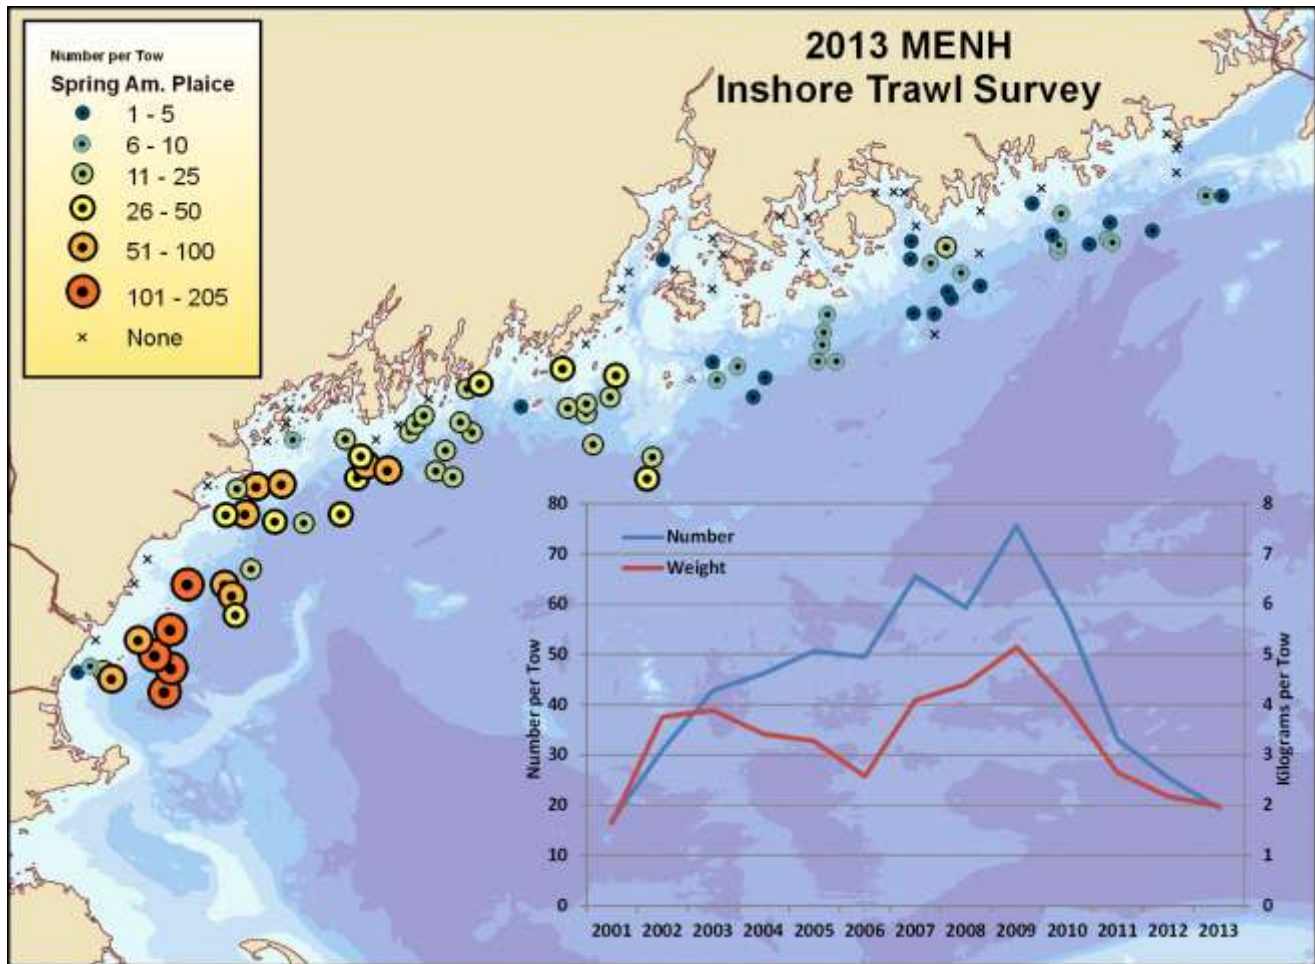 2013 MENH
Inshore Trawl Survey
Number per Tow
Spring Am. Plaice
1 - 5
6 - 10
11 - 25
26 - 50
51 - 100
101 - 205
None
Number
Weight
Number per Tow
80
70
60
50
40
30
20
10
0
Kilograms per Tow
8
7
6
5
4
3
2
1
0
2001 2002 2003 2004 2005 2006 2007 2008 2009 2010 2011 2012 2013